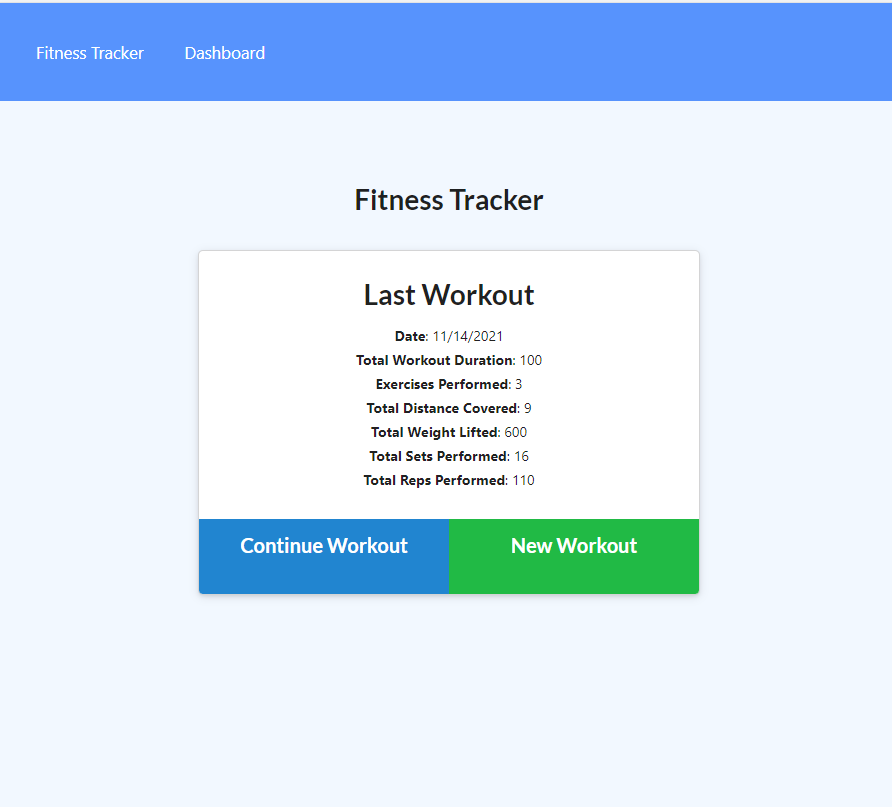 Fitness Tracker Dashboard
Fitness Tracker
Last Workout
Date: 11/14/2021
Total Workout Duration: 100
Exercises Performed: 3
Total Distance Covered: 9
Total Weight Lifted: 600
Total Sets Performed: 16
Total Reps Performed: 110
Continue Workout New Workout